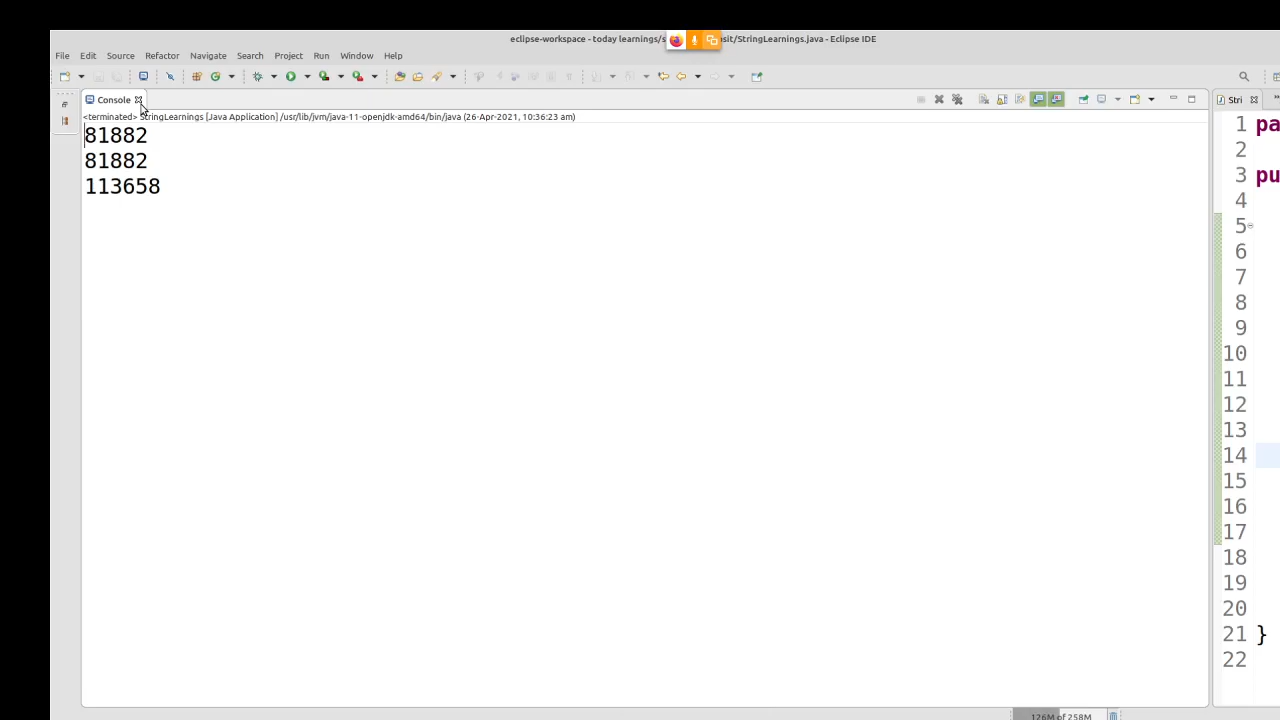 eclipse-workspace - today learnings/s sit/StringLearnings.java - Eclipse IDE
File Edit Source Refactor Navigate Search Project Run Window Help
Console
Stri
<terminated> StringLearnings [Java Application] /usr/lib/jvm/java-11-openjdk-amd64/bin/java (26-Apr-2021, 10:36:23 am)
81882
81882
113658
1 pa
2
3 pu
4
5
6
7
8
9
10
11
12
13
14
15
16
17
18
19
20
21 }
22
126M of 258M